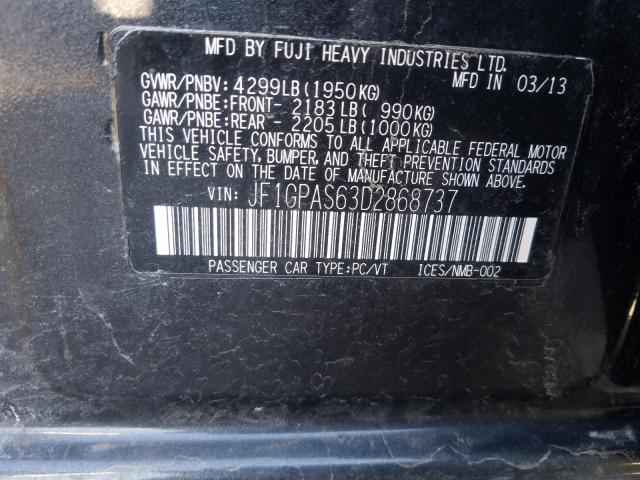 MFD BY FUJI HEAVY INDUSTRIES LTD.
GVWR/PNBV: 4299LB (1950KG) MFD IN 03/13
GAWR/PNBE:FRONT- 2183LB ( 990KG)
GAWR/PNBE:REAR - 2205LB (1000KG)
THIS VEHICLE CONFORMS TO ALL APPLICABLE FEDERAL MOTOR
VEHICLE SAFETY, BUMPER, AND THEFT PREVENTION STANDARDS
IN EFFECT ON THE DATE OF MANUFACTURE SHOWN ABOVE.
VIN: JF1GPAS63D2868737
PASSENGER CAR TYPE:PC/VT ICES/NMB-002